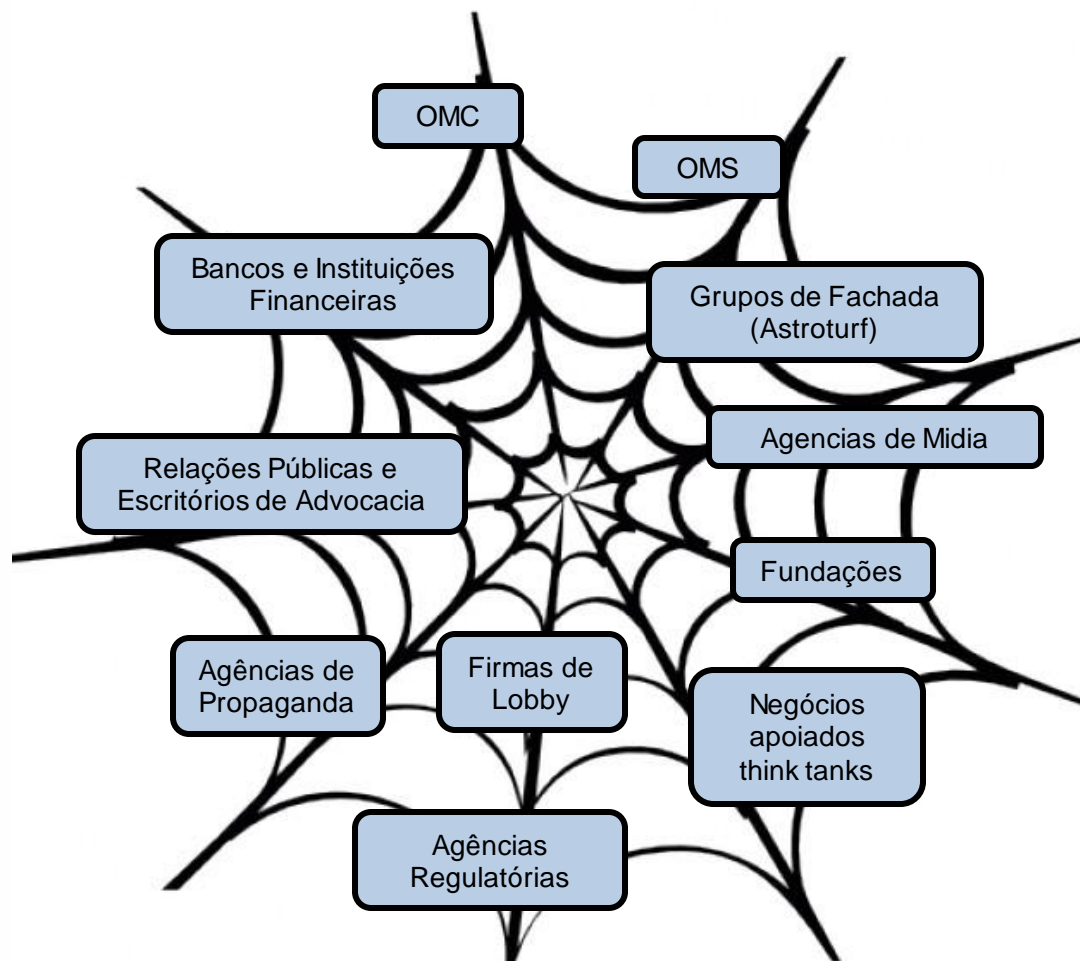 OMC
OMS
Bancos e Instituições
Financeiras
Grupos de Fachada
(Astroturf)
Agencias de Midia
Relações Públicas e
Escritórios de Advocacia
Fundações
Agências de
Propaganda
Firmas de
Lobby
Negócios
apoiados
think tanks
Agências
Regulatórias